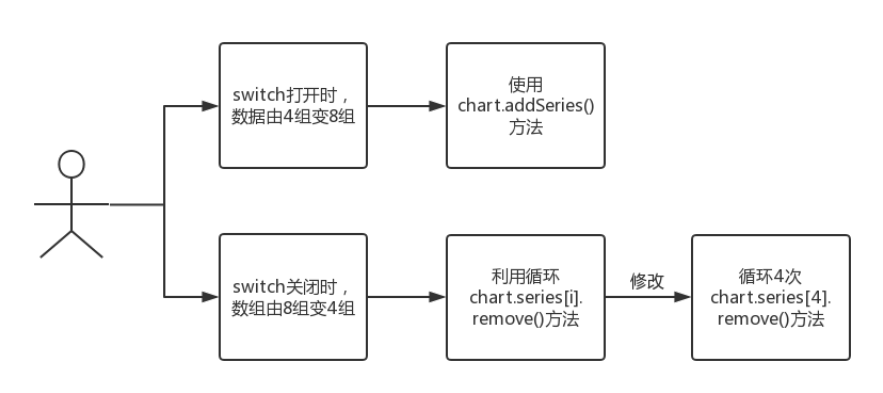 switch打开时，
数据由4组变8组
使用
chart.addSeries()
方法
switch关闭时，
数组由8组变4组
利用循环
chart.series[i].
remove()方法
修改
循环4次
chart.series[4].
remove()方法